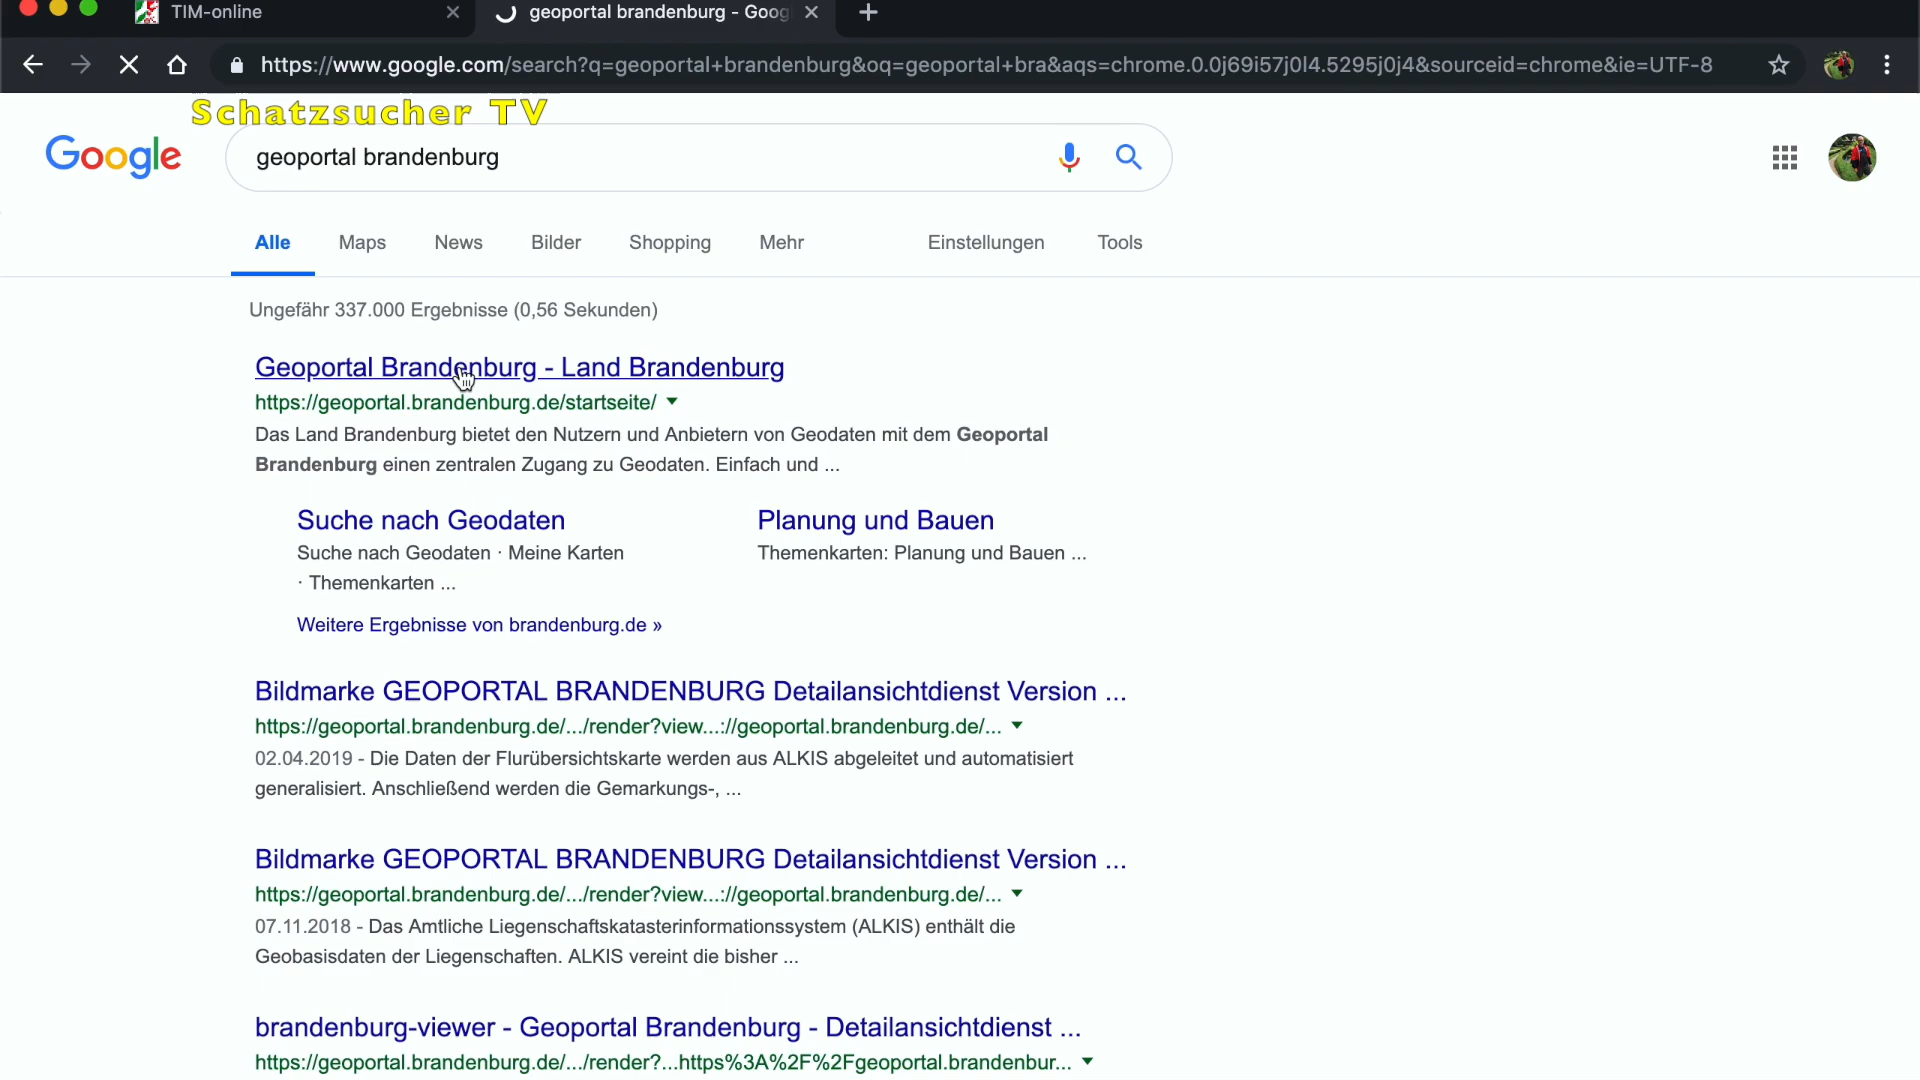 TIM-online
geoportal brandenburg - Goog
https://www.google.com/search?q=geoportal+brandenburg&oq=geoportal+bra&aqs=chrome.0.0j69i57j0l4.5295j0j4&sourceid=chrome&ie=UTF-8
Schatzsucher TV
Google
geoportal brandenburg
Alle Maps News Bilder Shopping Mehr Einstellungen Tools
Ungefähr 337.000 Ergebnisse (0,56 Sekunden)
Geoportal Brandenburg - Land Brandenburg
https://geoportal.brandenburg.de/startseite/
Das Land Brandenburg bietet den Nutzern und Anbietern von Geodaten mit dem Geoportal
Brandenburg einen zentralen Zugang zu Geodaten. Einfach und ...
Suche nach Geodaten
Suche nach Geodaten · Meine Karten
· Themenkarten ...
Planung und Bauen
Themenkarten: Planung und Bauen ...
Weitere Ergebnisse von brandenburg.de »
Bildmarke GEOPORTAL BRANDENBURG Detailansichtdienst Version ...
https://geoportal.brandenburg.de/.../render?view...://geoportal.brandenburg.de/...
02.04.2019 - Die Daten der Flurübersichtskarte werden aus ALKIS abgeleitet und automatisiert
generalisiert. Anschließend werden die Gemarkungs-, ...
Bildmarke GEOPORTAL BRANDENBURG Detailansichtdienst Version ...
https://geoportal.brandenburg.de/.../render?view...://geoportal.brandenburg.de/...
07.11.2018 - Das Amtliche Liegenschaftskatasterinformationssystem (ALKIS) enthält die
Geobasisdaten der Liegenschaften. ALKIS vereint die bisher ...
brandenburg-viewer - Geoportal Brandenburg - Detailansichtdienst ...
https://geoportal.brandenburg.de/.../render?...https%3A%2F%2Fgeoportal.brandenbur...